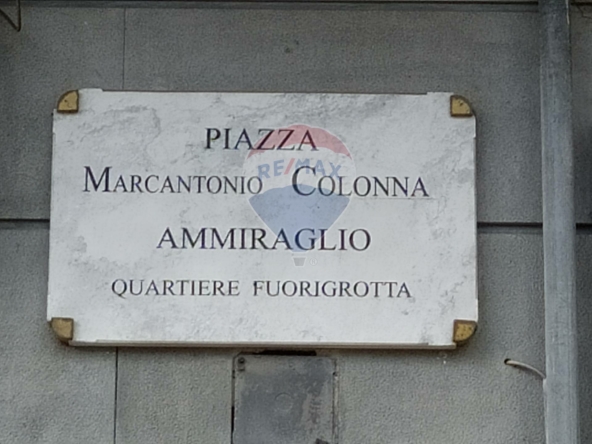 PIAZZA
MARCANTONIO COLONNA
AMMIRAGLIO
QUARTIERE FUORIGROTTA
RE/MAX